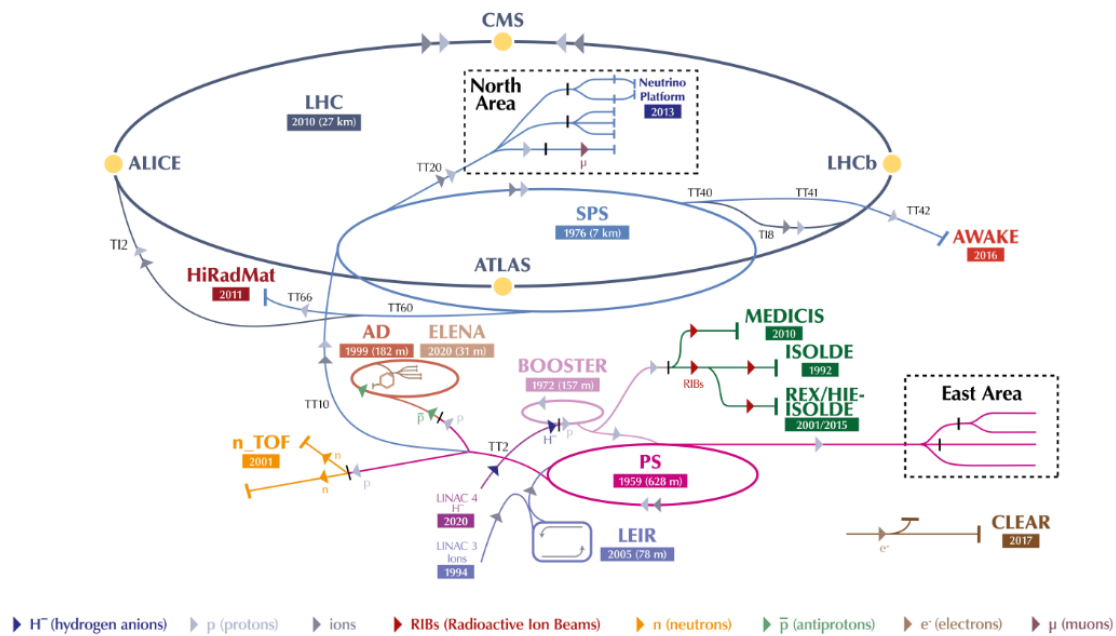 CMS
North
Area
Neutrino
Platform
2013
LHC
2010 (27 km)
ALICE
LHCb
TT20
μ
TT40
TT41
TT42
SPS
1976 (7 km)
TI8
TI2
AWAKE
2016
ATLAS
HiRadMat
2011
TT66
TT60
MEDICIS
2010
AD
1999 (182 m)
ELENA
2020 (31 m)
BOOSTER
1972 (157 m)
ISOLDE
1992
RIBs
REX/HIE-
ISOLDE
2001/2015
East Area
TT10
p̅
p
H⁻
p
TT2
n_TOF
2001
n
n
p
PS
1959 (628 m)
LINAC 4
H⁻
2020
LINAC 3
Ions
1994
LEIR
2005 (78 m)
CLEAR
2017
e⁻
H⁻ (hydrogen anions)
p (protons)
ions
RIBs (Radioactive Ion Beams)
n (neutrons)
p̅ (antiprotons)
e⁻ (electrons)
μ (muons)